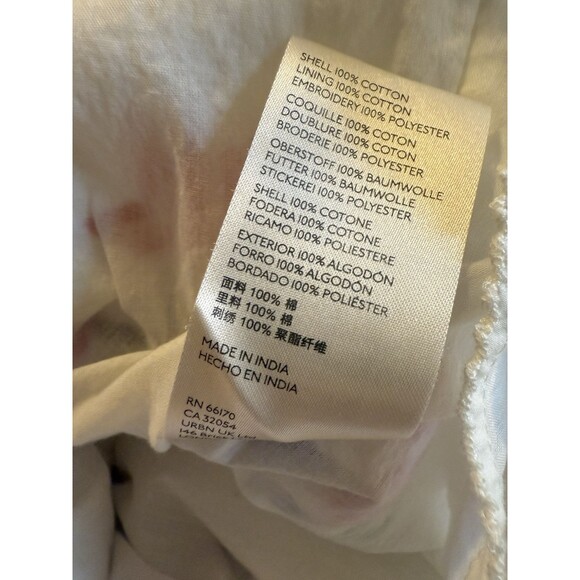 SHELL 100% COTTON
LINING 100% COTTON
EMBROIDERY 100% POLYESTER
COQUILLE 100% COTON
DOUBLURE 100% COTON
BRODERIE 100% POLYESTER
OBERSTOFF 100% BAUMWOLLE
FUTTER 100% BAUMWOLLE
STICKEREI 100% POLYESTER
SHELL 100% COTONE
FODERA 100% COTONE
RICAMO 100% POLIESTERE
EXTERIOR 100% ALGODÓN
FORRO 100% ALGODÓN
BORDADO 100% POLIÉSTER
面料 100% 棉
里料 100% 棉
刺绣 100% 聚酯纤维
MADE IN INDIA
HECHO EN INDIA
RN 66170
CA 32054
URBN UK Ltd
146